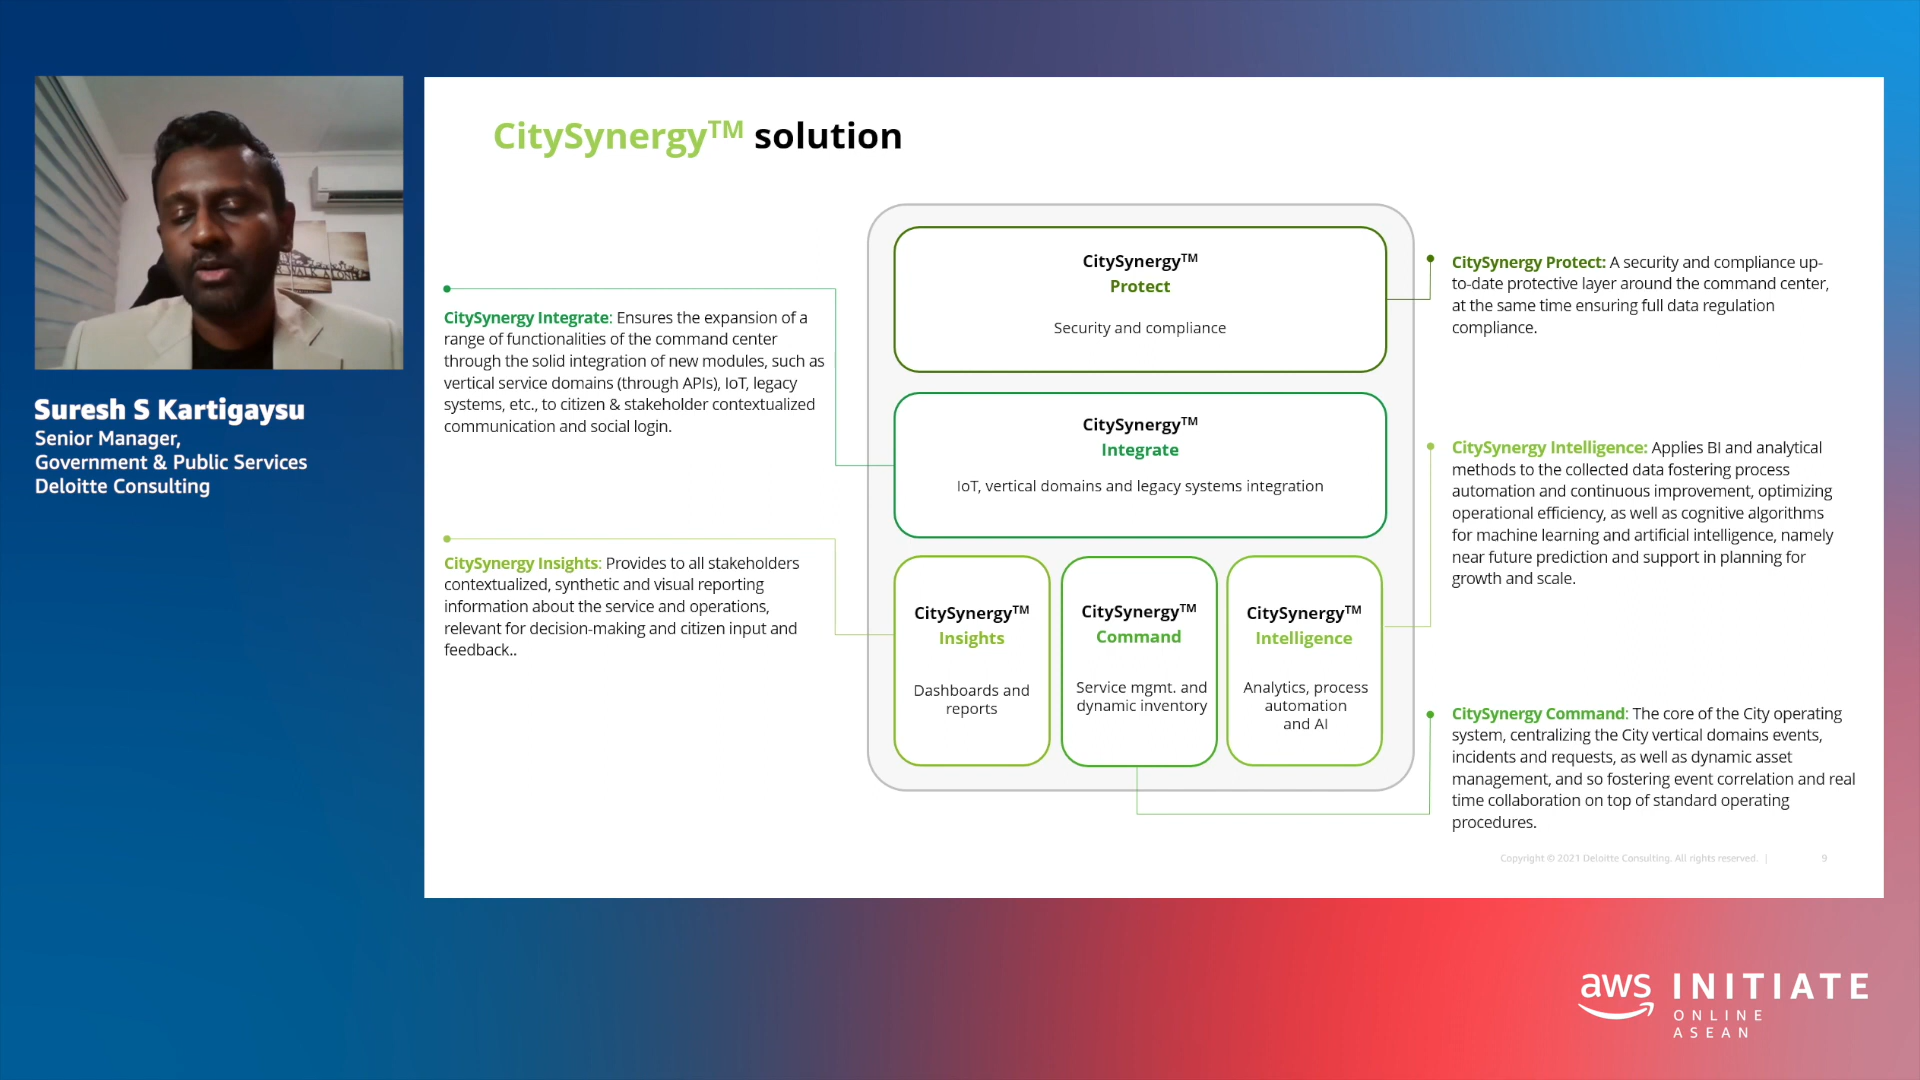 Suresh S Kartigaysu
Senior Manager,
Government & Public Services
Deloitte Consulting
CitySynergyTM solution
CitySynergy Integrate: Ensures the expansion of a
range of functionalities of the command center
through the solid integration of new modules, such as
vertical service domains (through APIs), IoT, legacy
systems, etc., to citizen & stakeholder contextualized
communication and social login.
CitySynergy Insights: Provides to all stakeholders
contextualized, synthetic and visual reporting
information about the service and operations,
relevant for decision-making and citizen input and
feedback..
CitySynergyTM
Protect
Security and compliance
CitySynergyTM
Integrate
IoT, vertical domains and legacy systems integration
CitySynergyTM
Insights
Dashboards and
reports
CitySynergyTM
Command
Service mgmt. and
dynamic inventory
CitySynergyTM
Intelligence
Analytics, process
automation
and AI
CitySynergy Protect: A security and compliance up-
to-date protective layer around the command center,
at the same time ensuring full data regulation
compliance.
CitySynergy Intelligence: Applies BI and analytical
methods to the collected data fostering process
automation and continuous improvement, optimizing
operational efficiency, as well as cognitive algorithms
for machine learning and artificial intelligence, namely
near future prediction and support in planning for
growth and scale.
CitySynergy Command: The core of the City operating
system, centralizing the City vertical domains events,
incidents and requests, as well as dynamic asset
management, and so fostering event correlation and real
time collaboration on top of standard operating
procedures.
Copyright © 2021 Deloitte Consulting. All rights reserved. |
9
aws INITIATE
ONLINE
ASEAN